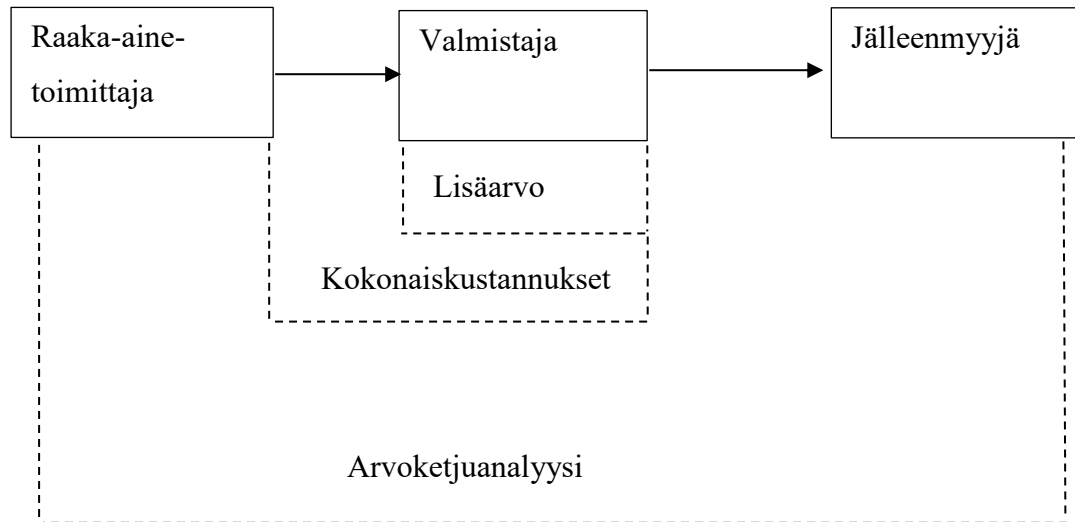 Raaka-aine-
toimittaja
Valmistaja
Jälleenmyyjä
Lisäarvo
Kokonaiskustannukset
Arvoketjuanalyysi